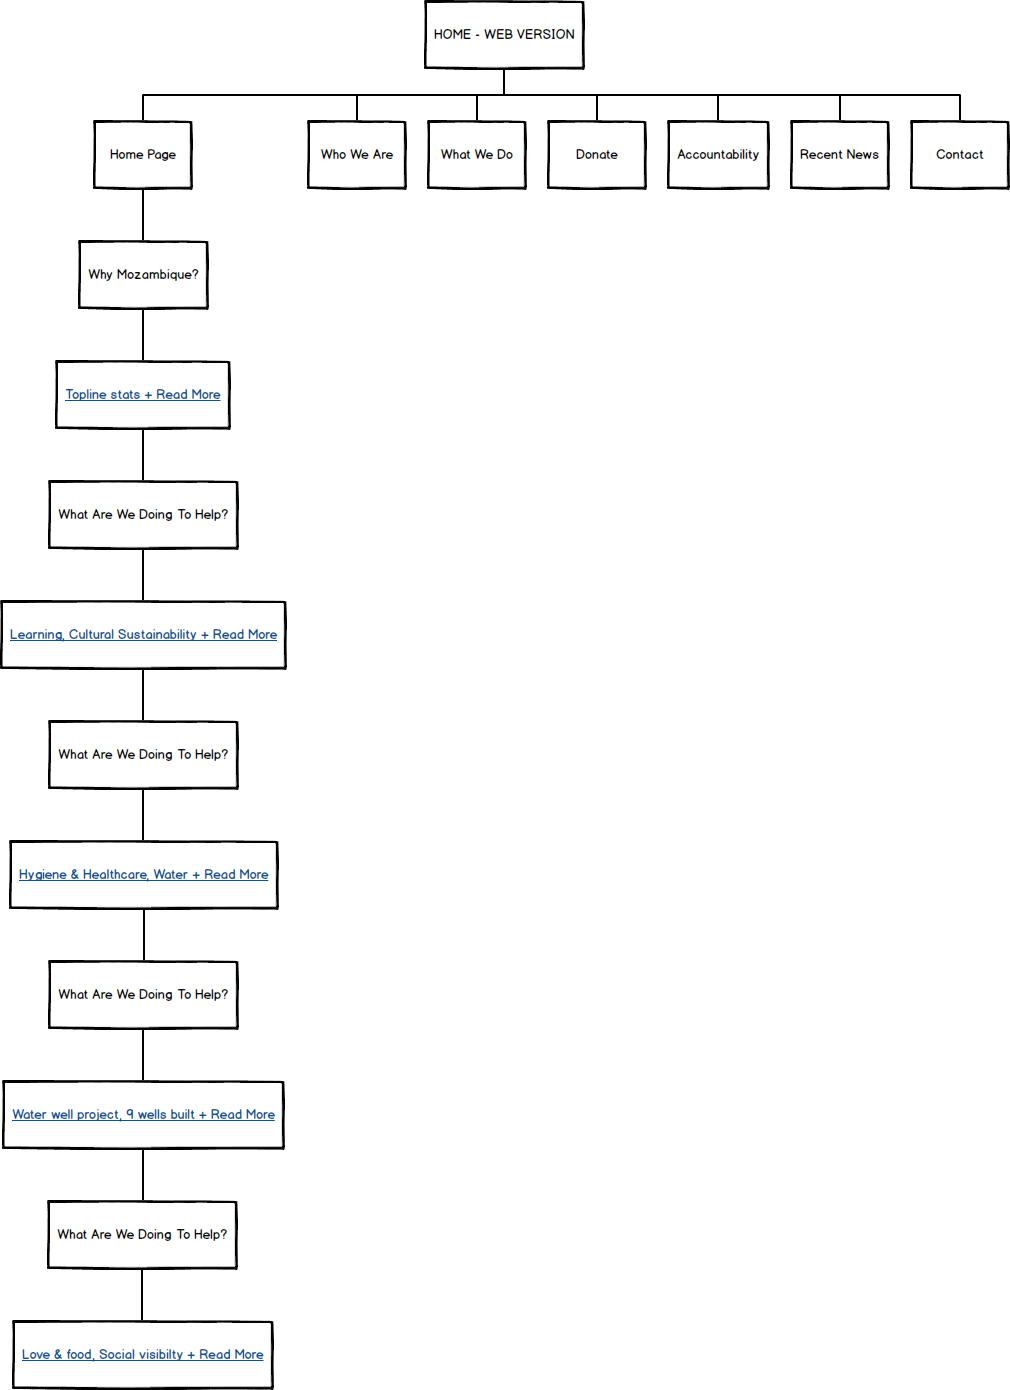 HOME - WEB VERSION
Home Page
Who We Are
What We Do
Donate
Accountability
Recent News
Contact
Why Mozambique?
Topline stats + Read More
What Are We Doing To Help?
Learning, Cultural Sustainability + Read More
What Are We Doing To Help?
Hygiene & Healthcare, Water + Read More
What Are We Doing To Help?
Water well project, 9 wells built + Read More
What Are We Doing To Help?
Love & food, Social visibilty + Read More